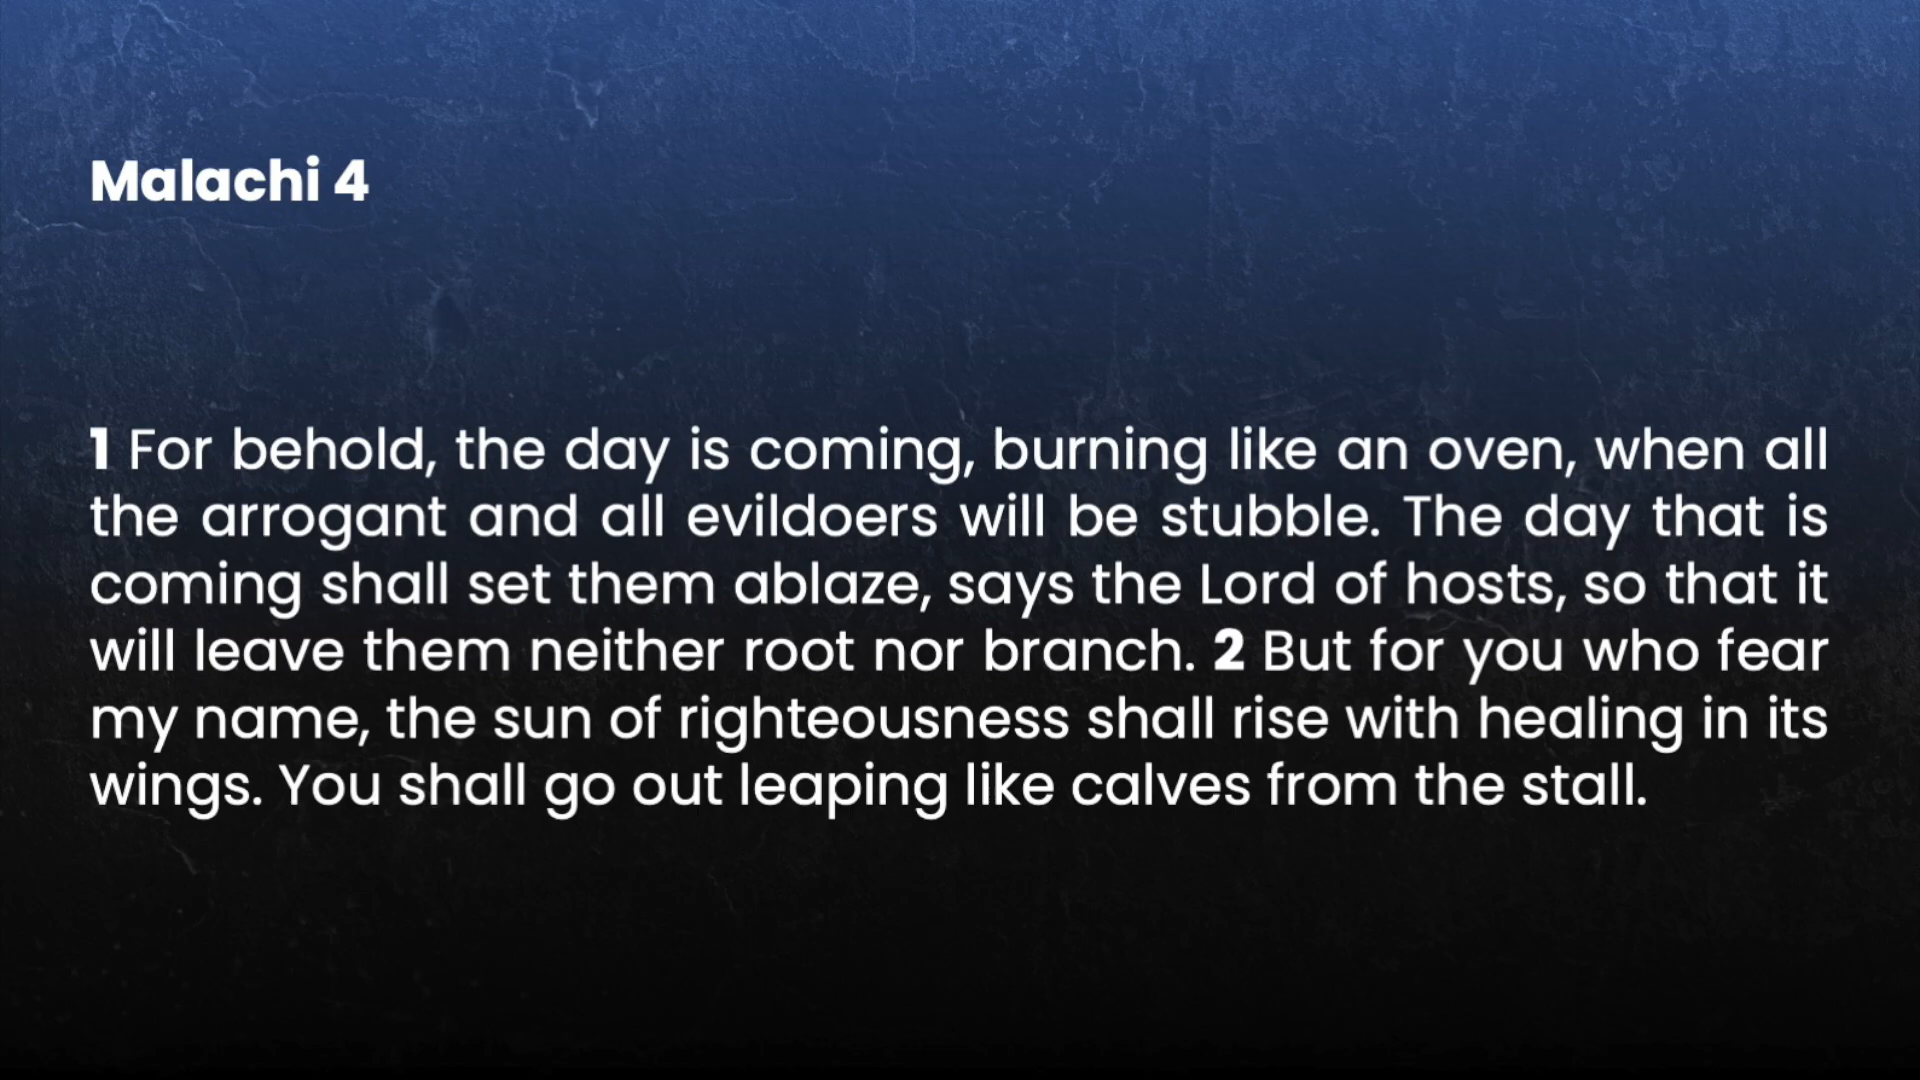 Malachi 4
1 For behold, the day is coming, burning like an oven, when all
the arrogant and all evildoers will be stubble. The day that is
coming shall set them ablaze, says the Lord of hosts, so that it
will leave them neither root nor branch. 2 But for you who fear
my name, the sun of righteousness shall rise with healing in its
wings. You shall go out leaping like calves from the stall.